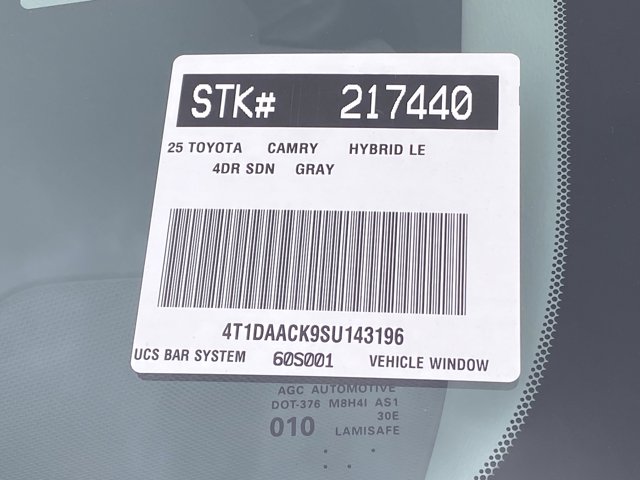 STK# 217440
25 TOYOTA CAMRY HYBRID LE
4DR SDN GRAY
4T1DAACK9SU143196
UCS BAR SYSTEM 60S001 VEHICLE WINDOW
AGC AUTOMOTIVE
DOT-376 M8H4I AS1
30E
010 LAMISAFE